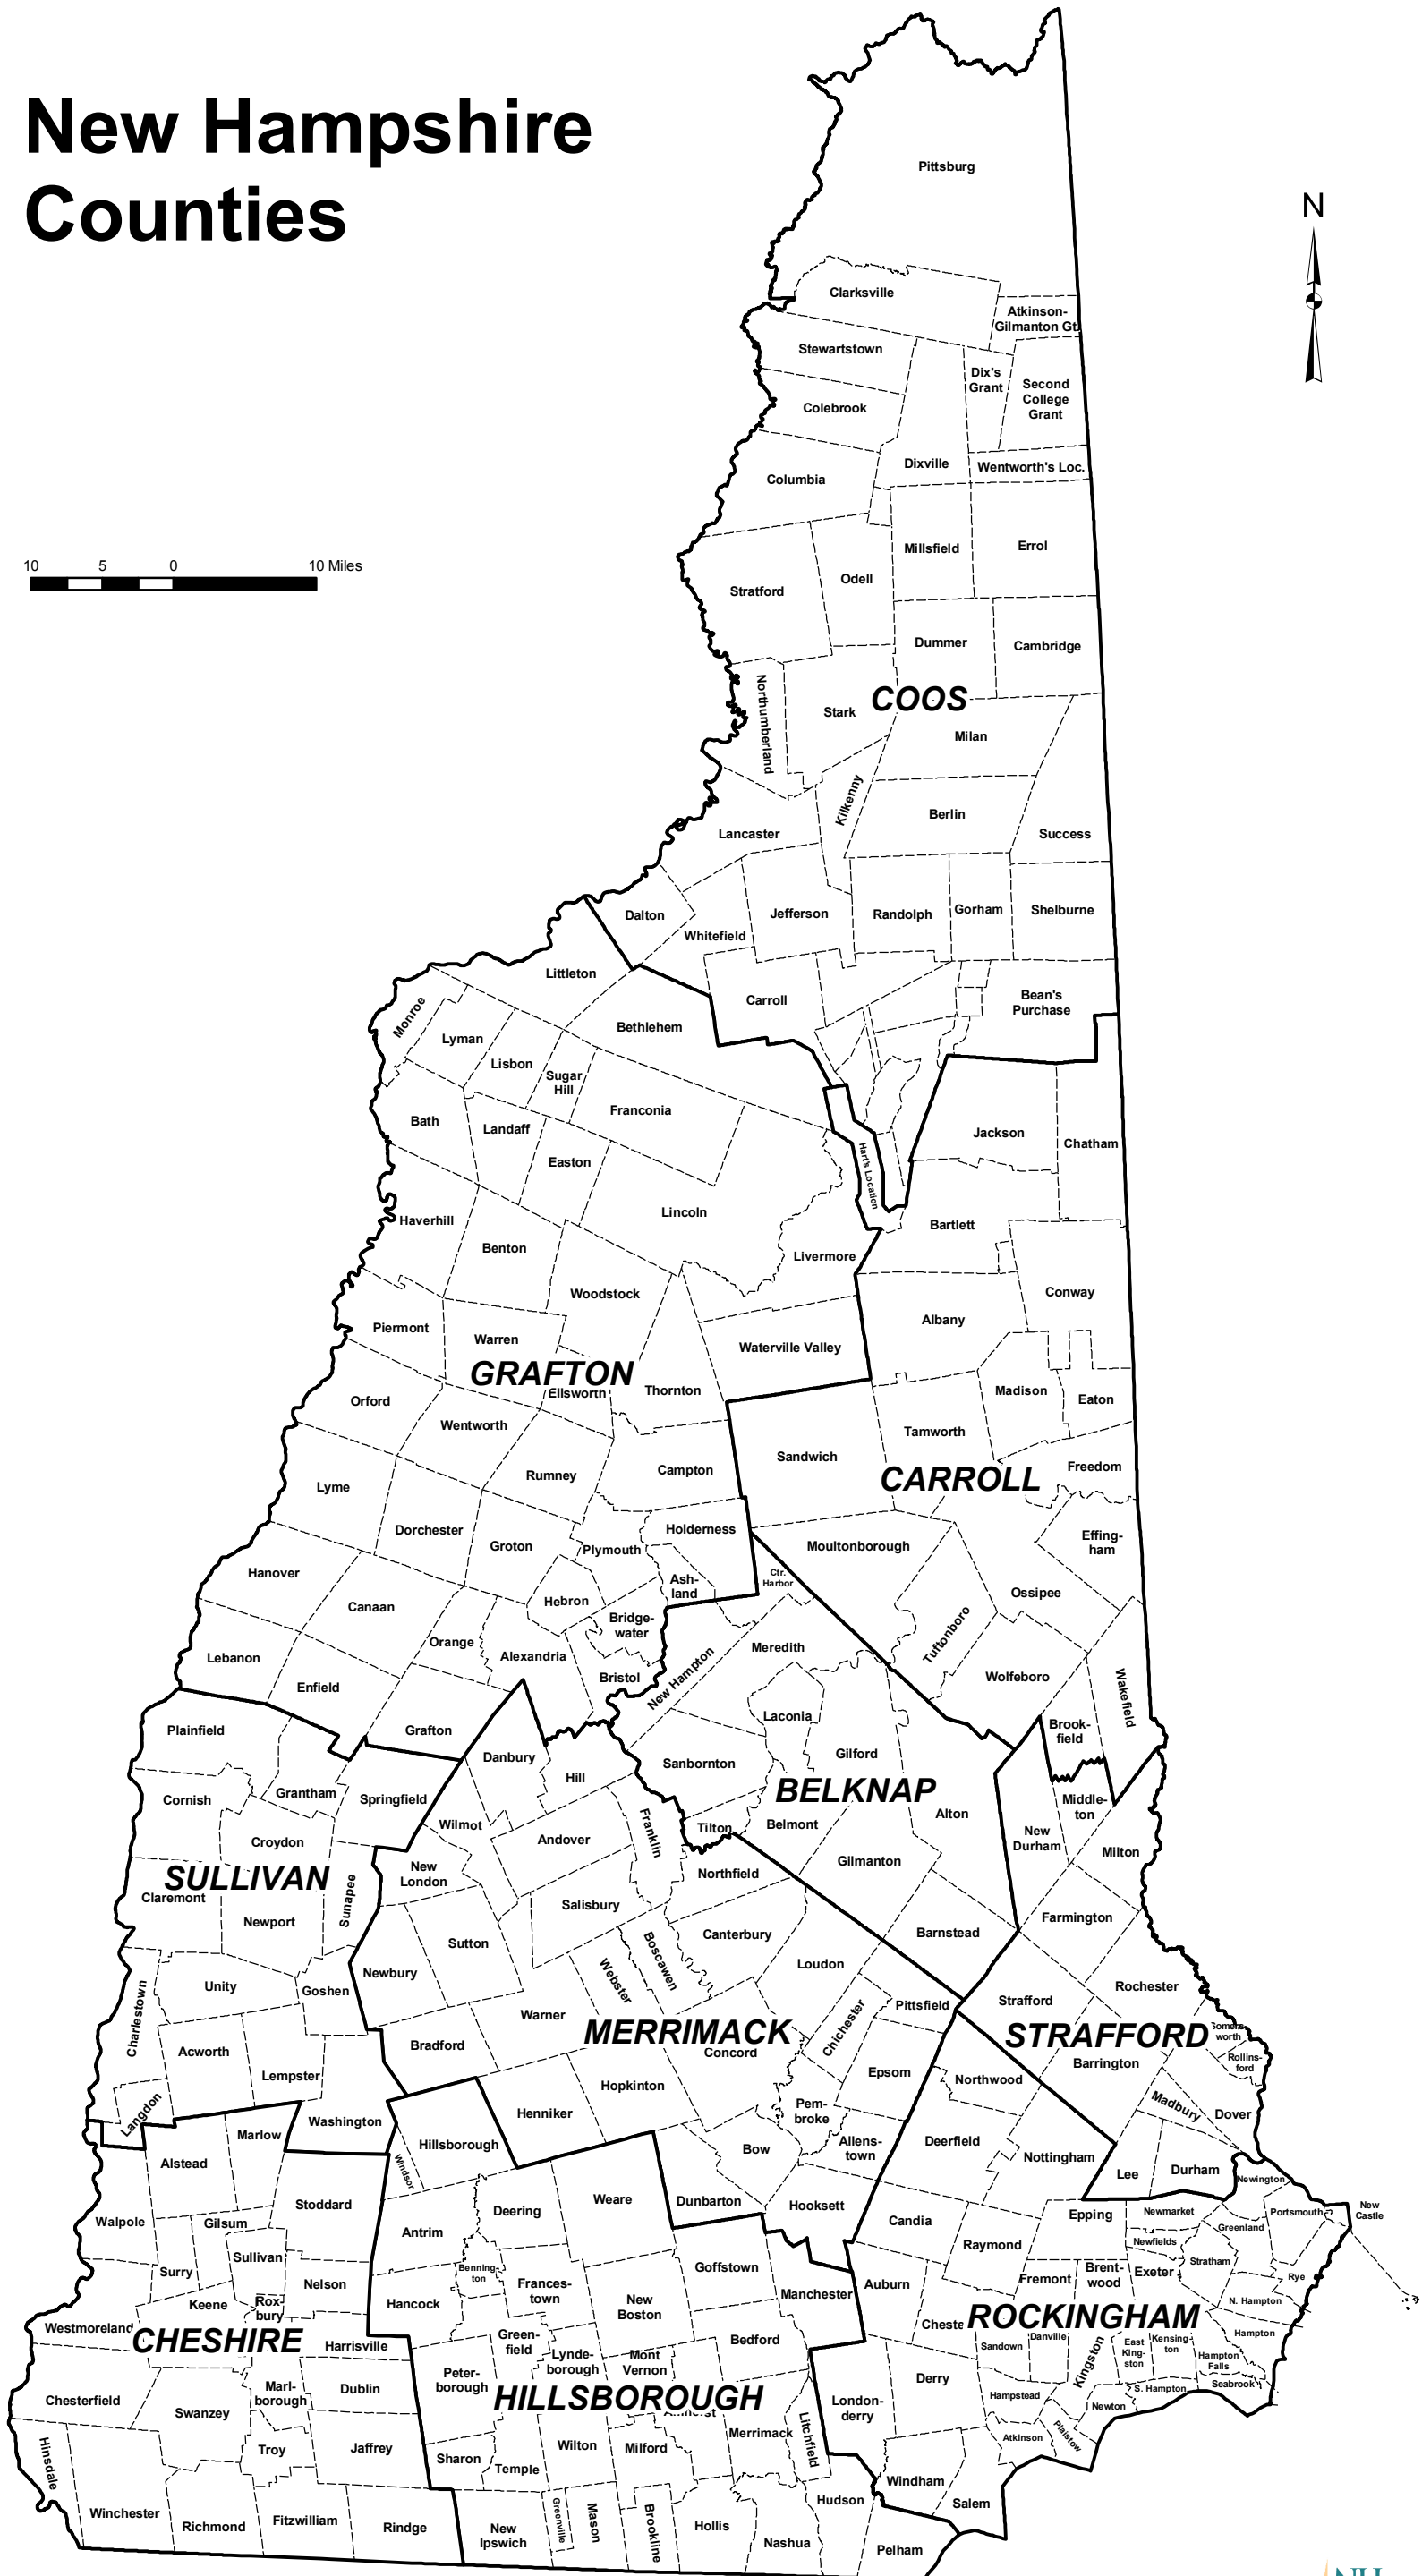 New Hampshire
Counties
N
10 5 0 10 Miles
Pittsburg
Clarksville
Atkinson-
Gilmanton Gt.
Stewartstown
Dix's
Grant
Second
College
Grant
Colebrook
Dixville
Wentworth's Loc.
Columbia
Millsfield
Errol
Odell
Stratford
Dummer
Cambridge
Northumberland
COOS
Stark
Milan
Kilkenny
Berlin
Lancaster
Success
Dalton
Jefferson
Randolph
Gorham
Shelburne
Whitefield
Littleton
Carroll
Bean's
Purchase
Monroe
Bethlehem
Lyman
Lisbon
Sugar
Hill
Franconia
Bath
Landaff
Jackson
Chatham
Easton
Hart's Location
Lincoln
Haverhill
Bartlett
Benton
Livermore
Woodstock
Conway
Piermont
Warren
Albany
Waterville Valley
GRAFTON
Ellsworth
Thornton
Madison
Eaton
Orford
Wentworth
Tamworth
Sandwich
Freedom
Rumney
Campton
CARROLL
Lyme
Dorchester
Holderness
Groton
Plymouth
Moultonborough
Effing-
ham
Hanover
Ash-
land
Ctr.
Harbor
Ossipee
Canaan
Hebron
Bridge-
water
Tuftonboro
Orange
Alexandria
Meredith
Lebanon
Enfield
Bristol
New Hampton
Wolfeboro
Wakefield
Plainfield
Grafton
Laconia
Brook-
field
Danbury
Sanbornton
Gilford
Hill
BELKNAP
Cornish
Grantham
Springfield
Middle-
ton
Wilmot
Alton
Croydon
Andover
Franklin
Tilton
Belmont
New
Durham
Milton
SULLIVAN
New
London
Northfield
Gilmanton
Claremont
Sunapee
Salisbury
Farmington
Newport
Canterbury
Barnstead
Sutton
Boscawen
Newbury
Webster
Loudon
Unity
Goshen
Rochester
Charlestown
Strafford
Warner
Pittsfield
Chichester
MERRIMACK
STRAFFORD
Somers-
worth
Bradford
Concord
Acworth
Barrington
Rollins-
ford
Lempster
Epsom
Northwood
Hopkinton
Langdon
Washington
Henniker
Pem-
broke
Madbury
Dover
Marlow
Hillsborough
Bow
Allens-
town
Deerfield
Nottingham
Alstead
Windsor
Lee
Durham
Newington
Stoddard
Weare
Dunbarton
Hooksett
Walpole
Gilsum
Deering
Candia
Epping
Newmarket
Portsmouth
New
Castle
Antrim
Greenland
Sullivan
Raymond
Newfields
Surry
Bennington
Goffstown
Stratham
Nelson
Frances-
town
Manchester
Auburn
Fremont
Brent-
wood
Exeter
Rye
Keene
Rox
bury
Hancock
New
Boston
N. Hampton
Westmoreland
Cheste
ROCKINGHAM
CHESHIRE
Harrisville
Green-
field
Lynde-
borough
Mont
Vernon
Bedford
Sandown
Danville
Kingston
East
King-
ston
Kensing-
ton
Hampton
Hampton
Falls
Peter-
borough
Derry
Seabrook
Chesterfield
Marl-
borough
Dublin
HILLSBOROUGH
S. Hampton
Swanzey
London-
derry
Hampstead
Newton
Amherst
Merrimack
Litchfield
Atkinson
Plaistow
Hinsdale
Troy
Jaffrey
Sharon
Wilton
Milford
Temple
Windham
Hudson
Salem
Winchester
Richmond
Fitzwilliam
Rindge
New
Ipswich
Greenville
Mason
Brookline
Hollis
Nashua
Pelham
NH